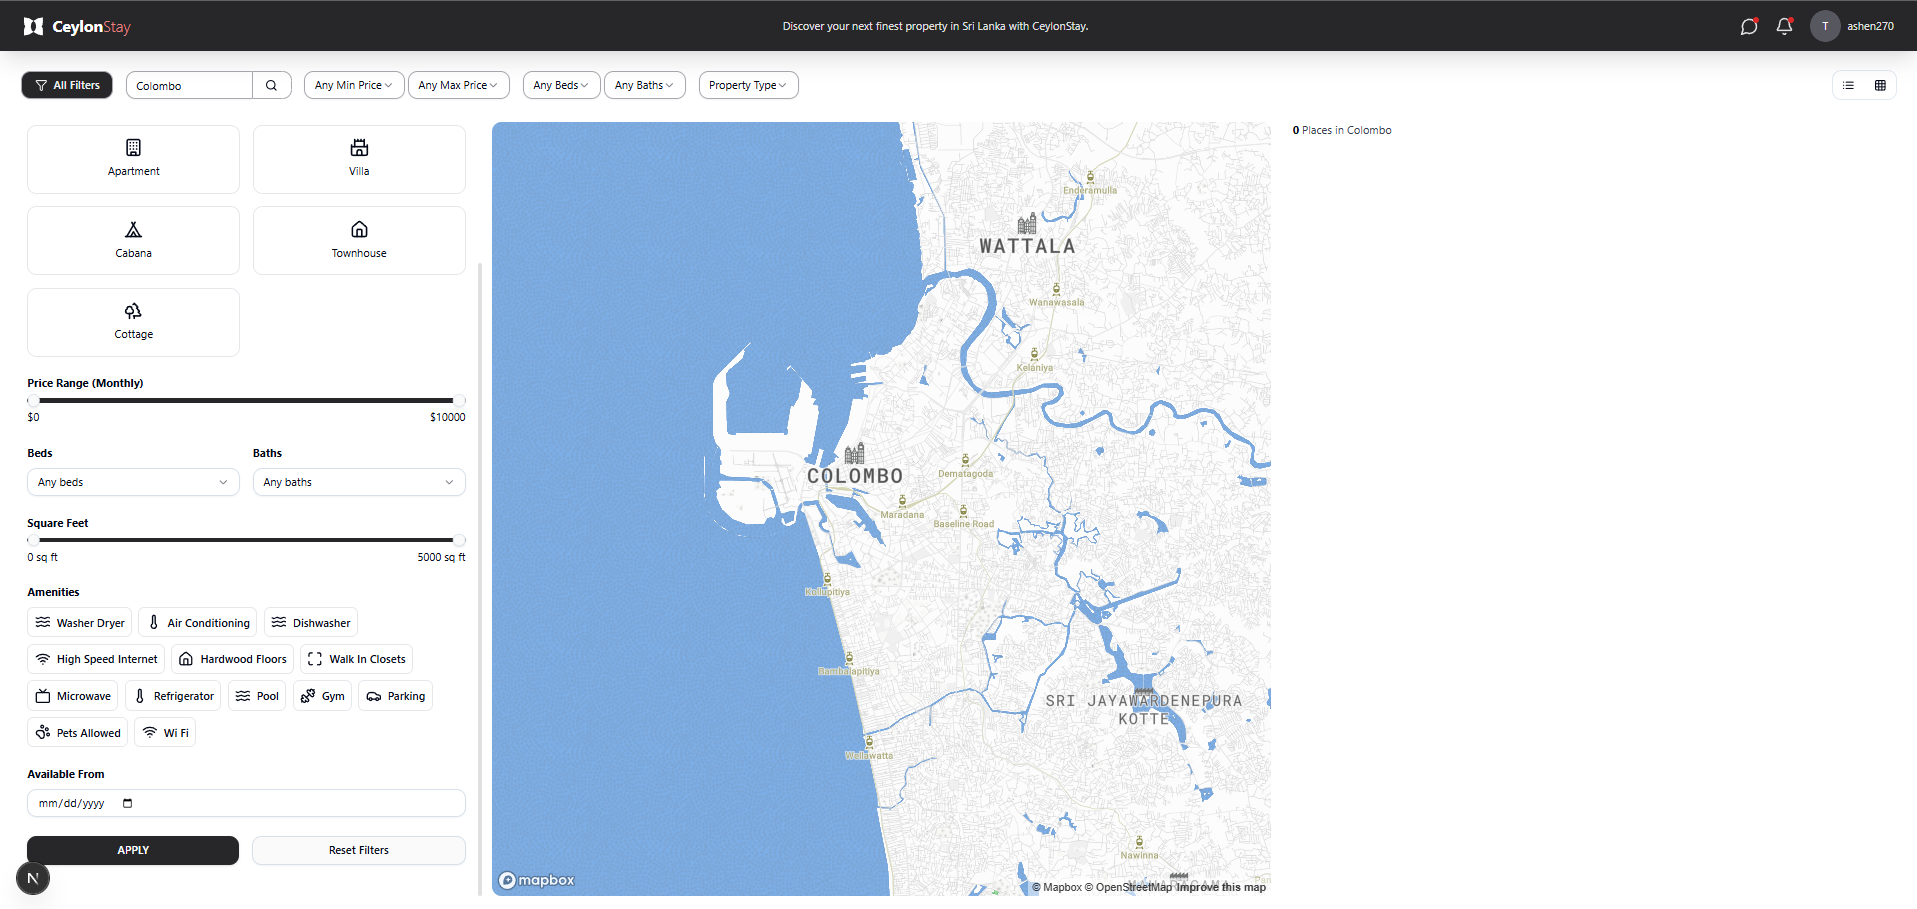 CeylonStay
Discover your next finest property in Sri Lanka with CeylonStay.
T
ashen270
All Filters
Colombo
Any Min Price
Any Max Price
Any Beds
Any Baths
Property Type
Apartment
Villa
Cabana
Townhouse
Cottage
Price Range (Monthly)
$0
$10000
Beds
Baths
Any beds
Any baths
Square Feet
0 sq ft
5000 sq ft
Amenities
Washer Dryer
Air Conditioning
Dishwasher
High Speed Internet
Hardwood Floors
Walk In Closets
Microwave
Refrigerator
Pool
Gym
Parking
Pets Allowed
Wi Fi
Available From
mm/dd/yyyy
APPLY
Reset Filters
N
Enderamulla
WATTALA
Wanawasala
Kelaniya
COLOMBO
Dematagoda
Maradana
Baseline Road
Kollupitiya
Bambalapitiya
SRI JAYAWARDENEPURA
KOTTE
Wellawatta
Nawinna
mapbox
© Mapbox © OpenStreetMap Improve this map
0 Places in Colombo